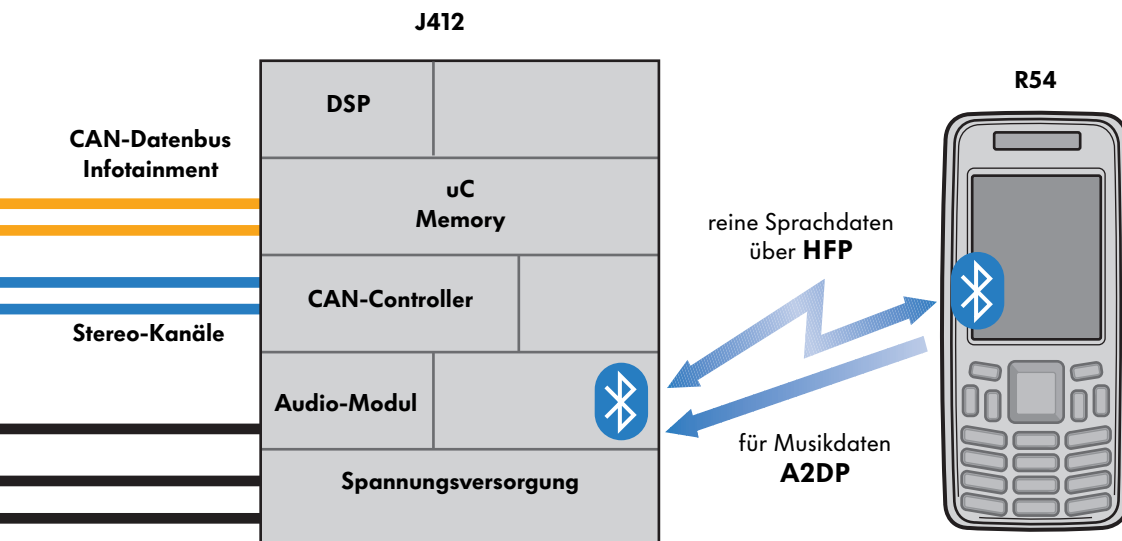 J412
R54
DSP
CAN-Datenbus
Infotainment
uC
Memory
reine Sprachdaten
über HFP
CAN-Controller
Stereo-Kanäle
Audio-Modul
für Musikdaten
A2DP
Spannungsversorgung